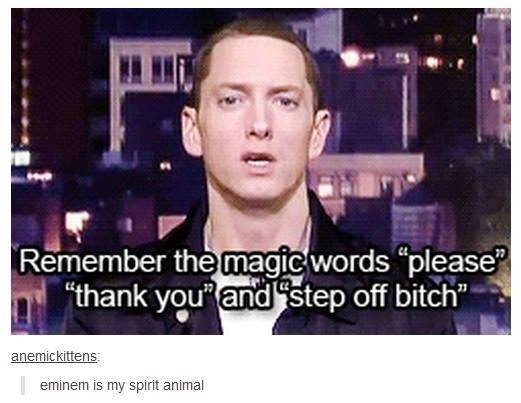 Remember the magic words “please”
“thank you” and “step off bitch”
anemickittens:
eminem is my spirit animal